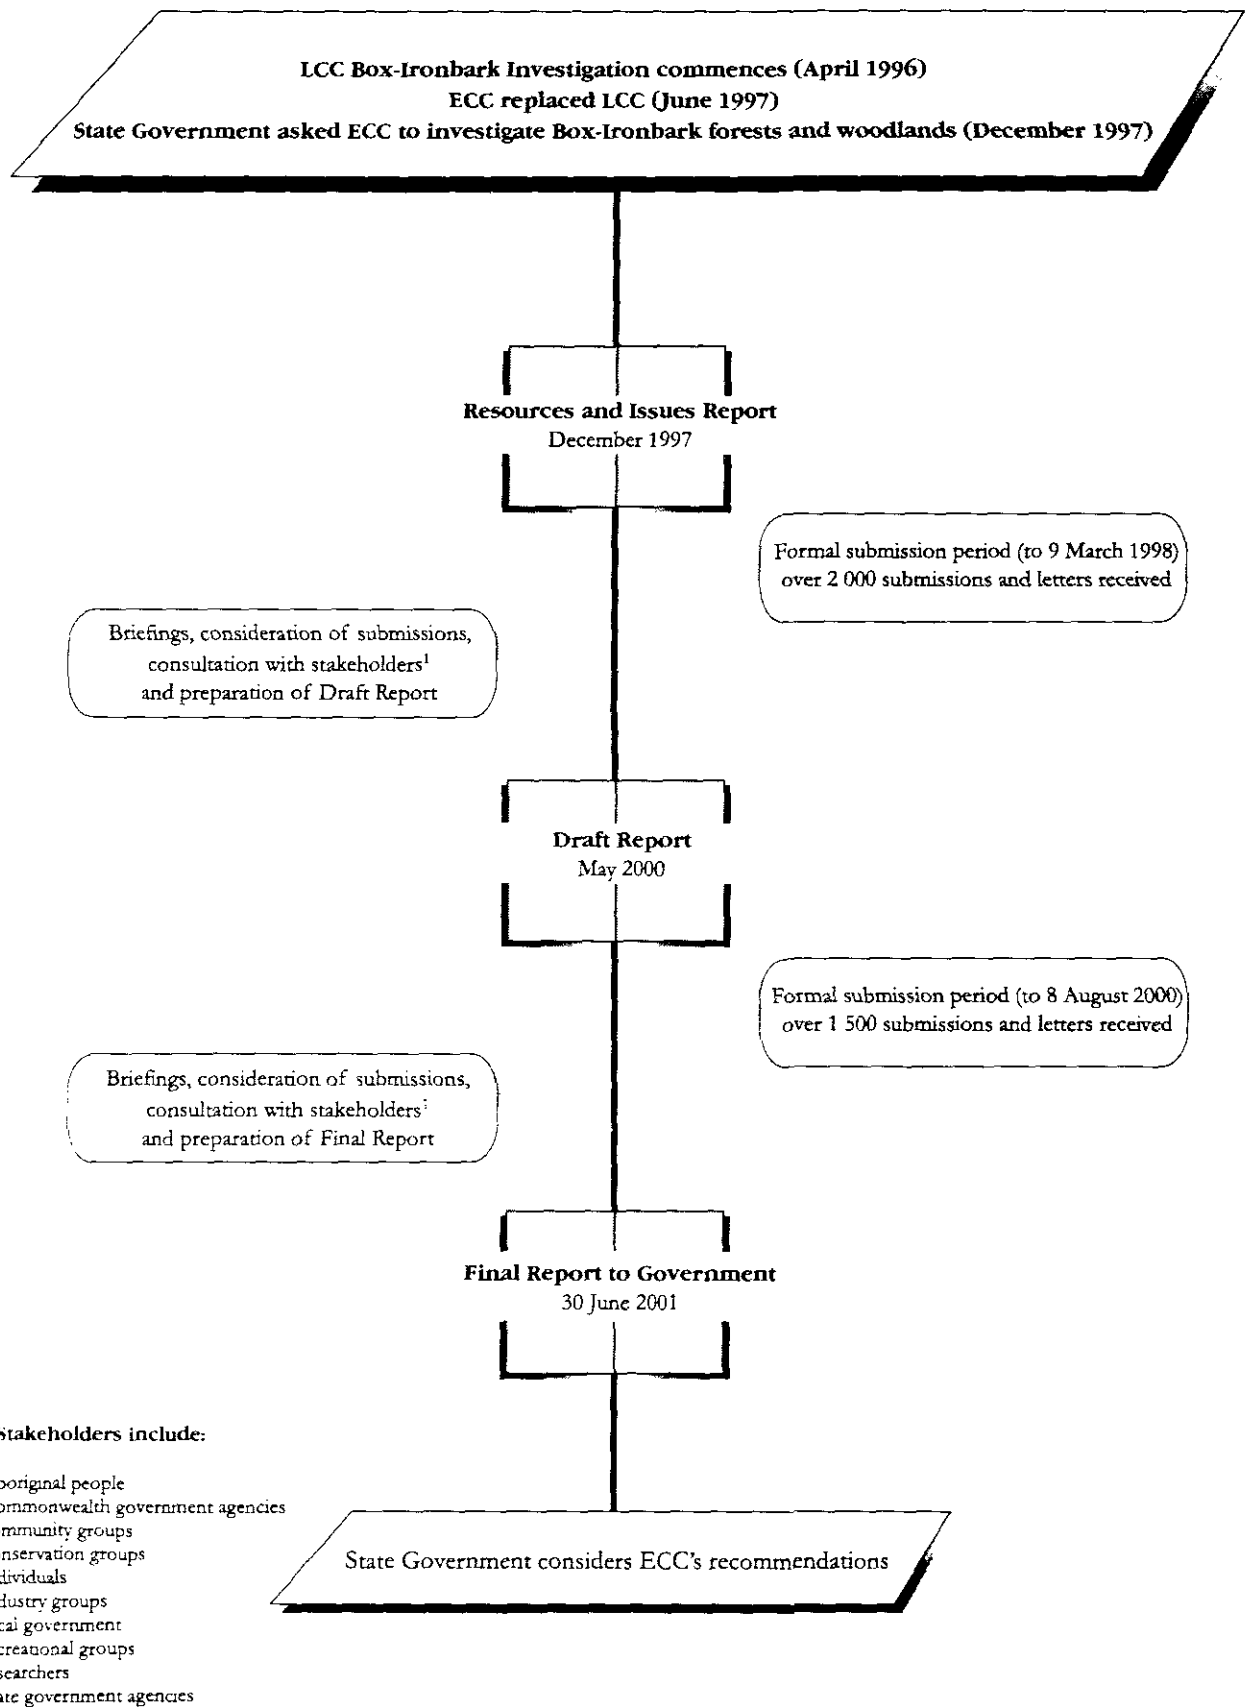 LCC Box-Ironbark Investigation commences (April 1996)
ECC replaced LCC (June 1997)
State Government asked ECC to investigate Box-Ironbark forests and woodlands (December 1997)
Resources and Issues Report
December 1997
Formal submission period (to 9 March 1998)
over 2 000 submissions and letters received
Briefings, consideration of submissions,
consultation with stakeholders¹
and preparation of Draft Report
Draft Report
May 2000
Formal submission period (to 8 August 2000)
over 1 500 submissions and letters received
Briefings, consideration of submissions,
consultation with stakeholders
and preparation of Final Report
Final Report to Government
30 June 2001
Stakeholders include:
boriginal people
ommonwealth government agencies
mmunity groups
nservation groups
dividuals
dustry groups
cal government
creational groups
searchers
ate government agencies
State Government considers ECC's recommendations